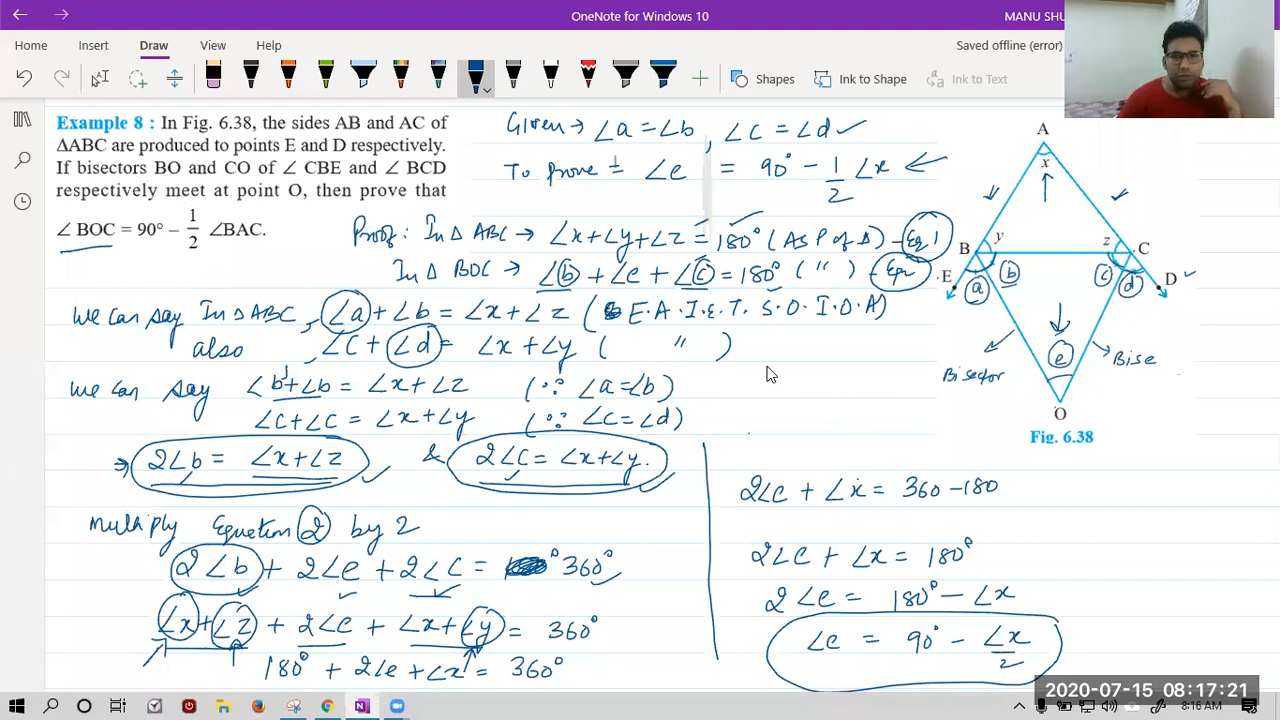 OneNote for Windows 10
MANU SHU
Home Insert Draw View Help
Saved offline (error)
Shapes Ink to Shape Ink to Text
Example 8 : In Fig. 6.38, the sides AB and AC of
ΔABC are produced to points E and D respectively.
If bisectors BO and CO of ∠ CBE and ∠ BCD
respectively meet at point O, then prove that
∠ BOC = 90° – 1/2 ∠BAC.
Given → ∠a = ∠b , ∠c = ∠d ✓
To prove ÷ ∠e = 90° - 1/2 ∠x ←
Proof: In Δ ABC → ∠x+∠y+∠z = 180° (ASP of Δ) - Eq 1
In Δ BOC → ∠b + ∠e + ∠c = 180° ( " ) - Eq 2
We can say In Δ ABC, ∠a + ∠b = ∠x + ∠z ( E.A.I.E.T.S.O.I.O.A)
also , ∠c + ∠d = ∠x + ∠y ( " )
We can say ∠b + ∠b = ∠x + ∠z (∵ ∠a = ∠b)
∠c + ∠c = ∠x + ∠y (∵ ∠c = ∠d)
⇒ 2∠b = ∠x + ∠z ✓ & 2∠c = ∠x + ∠y. ✓
Multiply Equation 2 by 2
2∠b + 2∠e + 2∠c = 360°
∠x + ∠z + 2∠e + ∠x + ∠y = 360°
180° + 2∠e + ∠x = 360°
2∠e + ∠x = 360 - 180
2∠e + ∠x = 180°
2∠e = 180° - ∠x
∠e = 90° - ∠x/2
A
x
B y z C
E a b c d D
e
Bisector Bise
O
Fig. 6.38
2020-07-15 08:17:21
8:16 AM